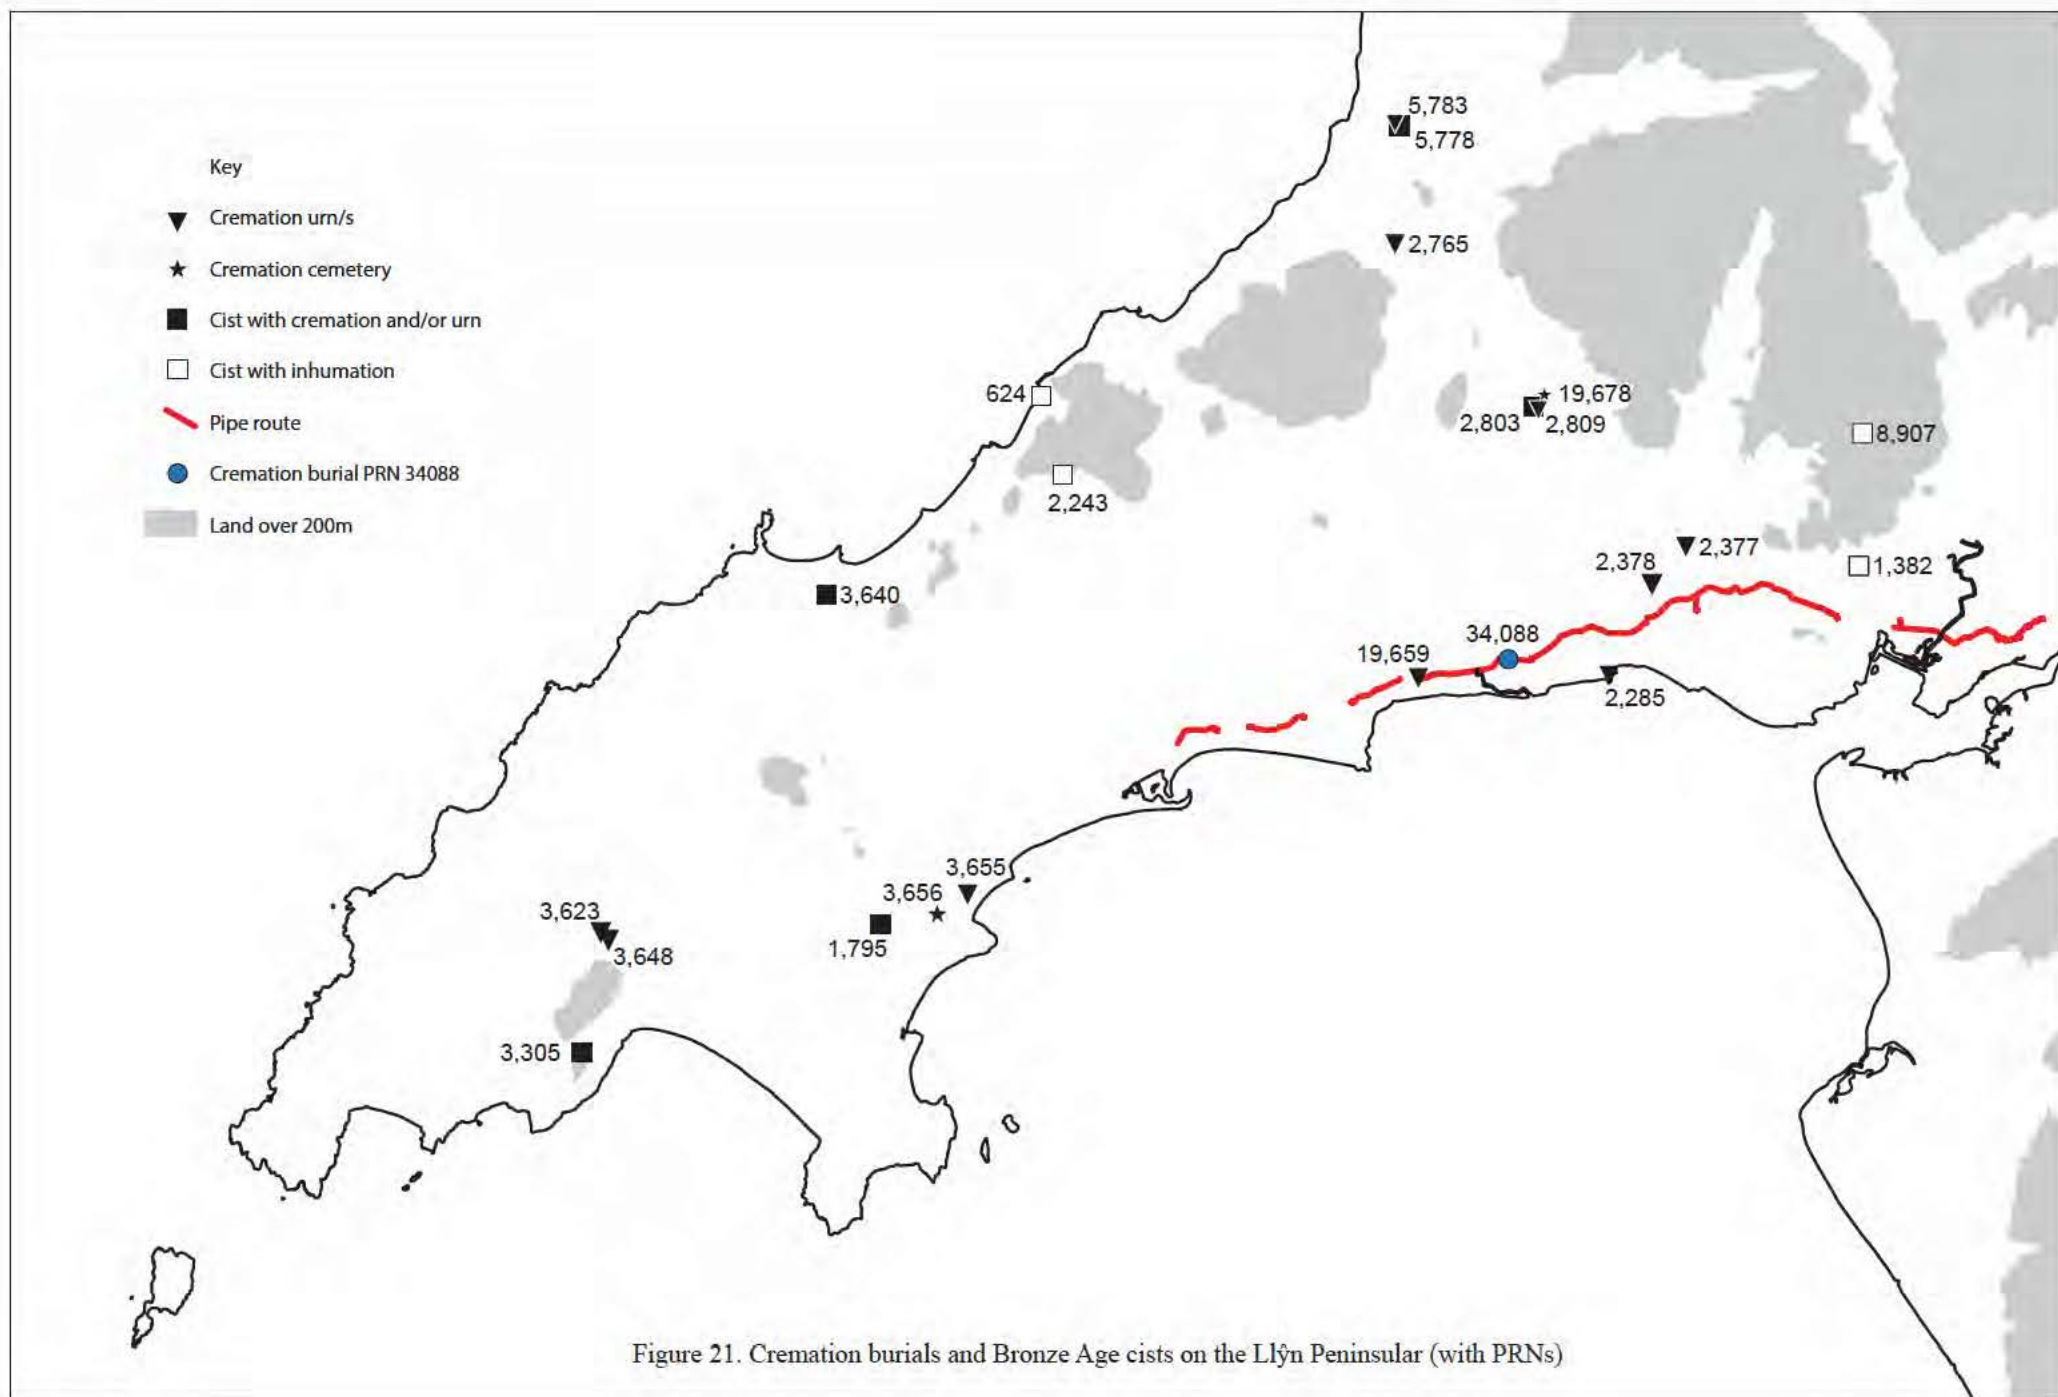 Key
Cremation urn/s
Cremation cemetery
Cist with cremation and/or urn
Cist with inhumation
Pipe route
Cremation burial PRN 34088
Land over 200m
5,783
5,778
2,765
624
19,678
2,803
2,809
8,907
2,243
2,377
2,378
1,382
3,640
34,088
19,659
2,285
3,655
3,656
3,623
1,795
3,648
3,305
Figure 21. Cremation burials and Bronze Age cists on the Llŷn Peninsular (with PRNs)